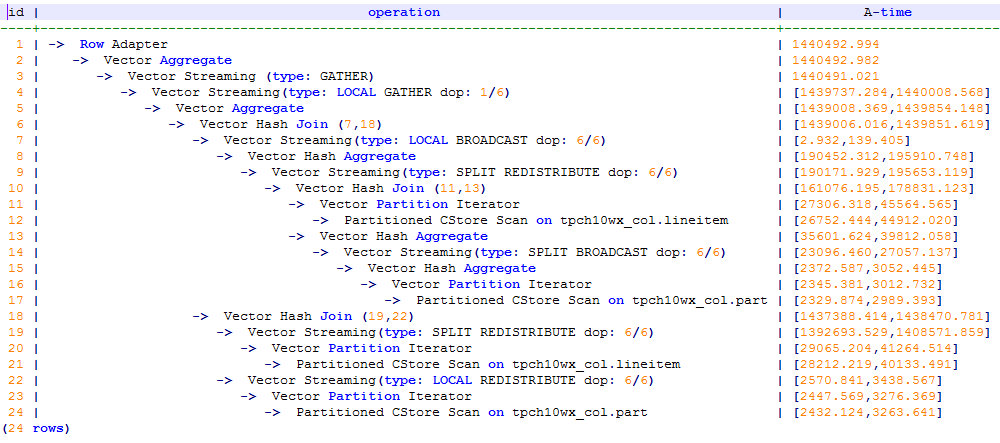 id | operation | A-time
----+--------------------------------------------------------------------------------------------+---------------------------
1 | -> Row Adapter | 1440492.994
2 | -> Vector Aggregate | 1440492.982
3 | -> Vector Streaming (type: GATHER) | 1440491.021
4 | -> Vector Streaming(type: LOCAL GATHER dop: 1/6) | [1439737.284,1440008.568]
5 | -> Vector Aggregate | [1439008.369,1439854.148]
6 | -> Vector Hash Join (7,18) | [1439006.016,1439851.619]
7 | -> Vector Streaming(type: LOCAL BROADCAST dop: 6/6) | [2.932,139.405]
8 | -> Vector Hash Aggregate | [190452.312,195910.748]
9 | -> Vector Streaming(type: SPLIT REDISTRIBUTE dop: 6/6) | [190171.929,195653.119]
10 | -> Vector Hash Join (11,13) | [161076.195,178831.123]
11 | -> Vector Partition Iterator | [27306.318,45564.565]
12 | -> Partitioned CStore Scan on tpch10wx_col.lineitem | [26752.444,44912.020]
13 | -> Vector Hash Aggregate | [35601.624,39812.058]
14 | -> Vector Streaming(type: SPLIT BROADCAST dop: 6/6) | [23096.460,27057.137]
15 | -> Vector Hash Aggregate | [2372.587,3052.445]
16 | -> Vector Partition Iterator | [2345.381,3012.732]
17 | -> Partitioned CStore Scan on tpch10wx_col.part | [2329.874,2989.393]
18 | -> Vector Hash Join (19,22) | [1437388.414,1438470.781]
19 | -> Vector Streaming(type: SPLIT REDISTRIBUTE dop: 6/6) | [1392693.529,1408571.859]
20 | -> Vector Partition Iterator | [29065.204,41264.514]
21 | -> Partitioned CStore Scan on tpch10wx_col.lineitem | [28212.219,40133.491]
22 | -> Vector Streaming(type: LOCAL REDISTRIBUTE dop: 6/6) | [2570.841,3438.567]
23 | -> Vector Partition Iterator | [2447.569,3276.369]
24 | -> Partitioned CStore Scan on tpch10wx_col.part | [2432.124,3263.641]
(24 rows)